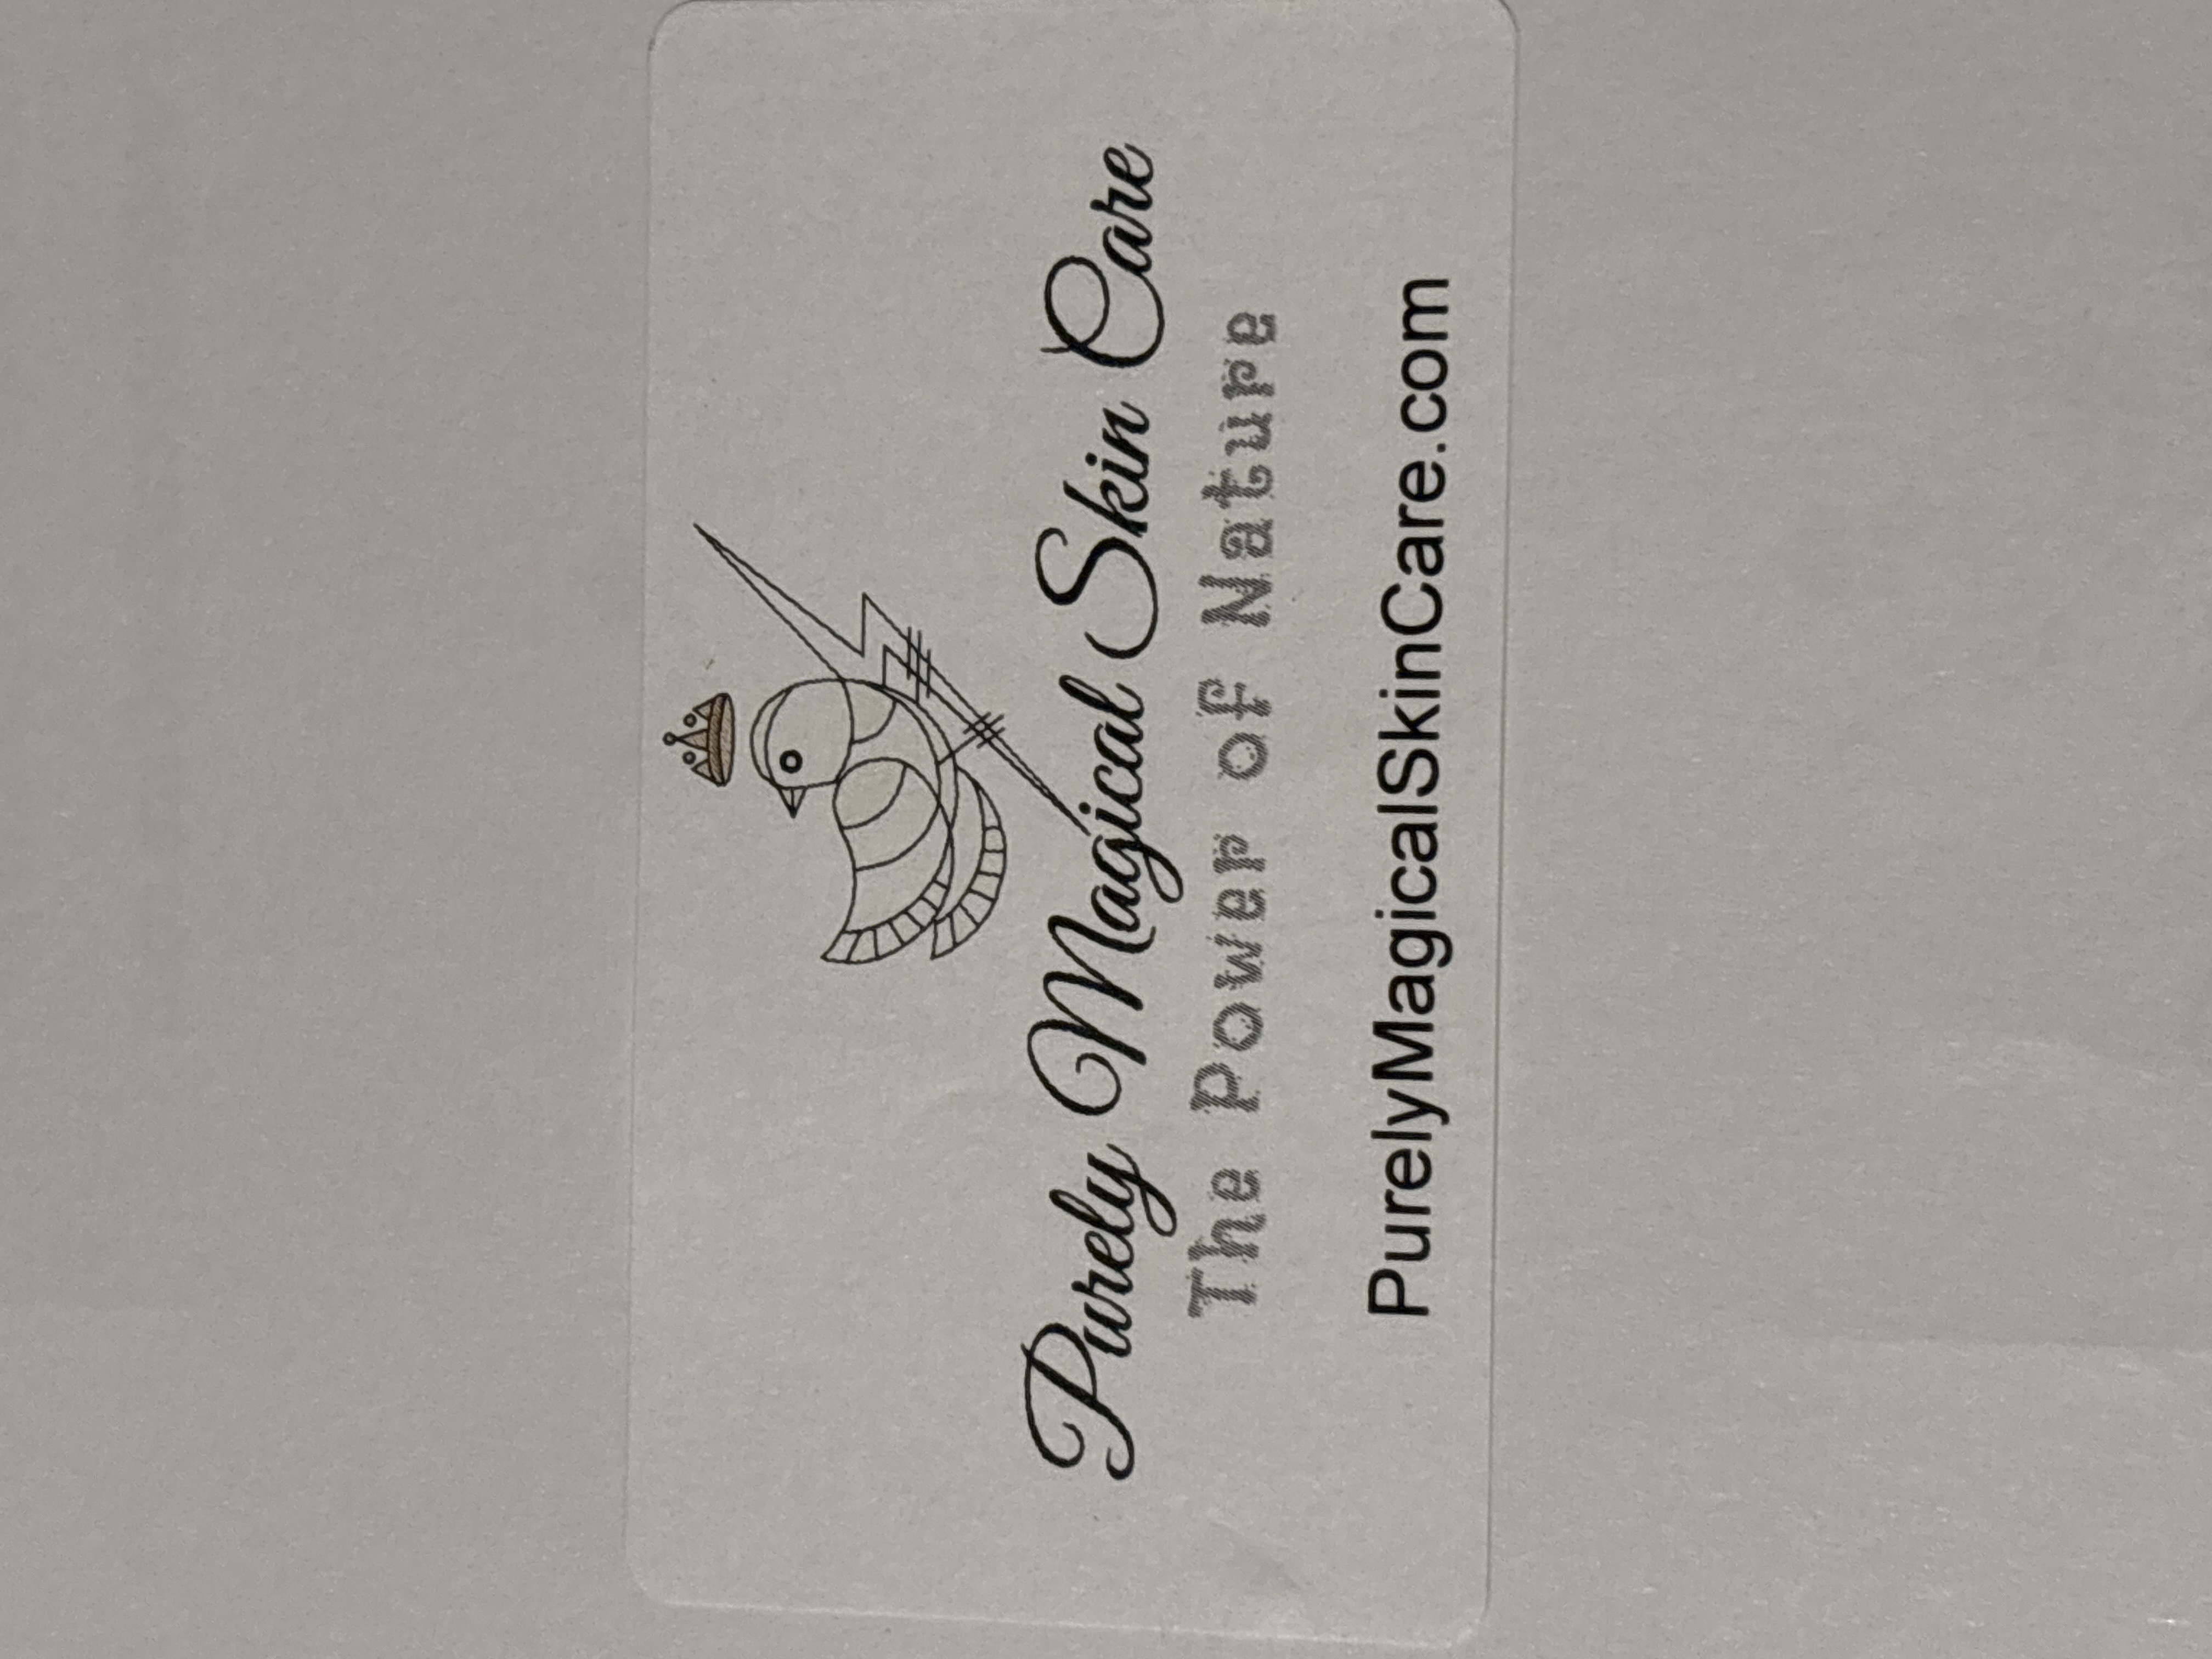 Purely Magical Skin Care
The Power of Nature
PurelyMagicalSkinCare.com